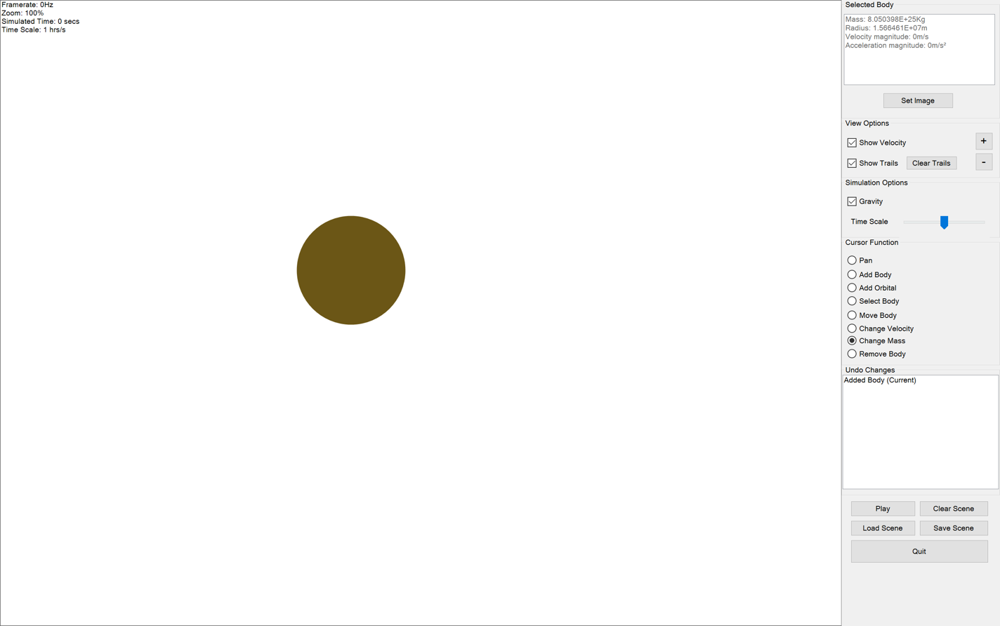 Framerate: 0Hz
Zoom: 100%
Simulated Time: 0 secs
Time Scale: 1 hrs/s
Selected Body
Mass: 8.050398E+25Kg
Radius: 1.566461E+07m
Velocity magnitude: 0m/s
Acceleration magnitude: 0m/s²
Set Image
View Options
Show Velocity
+
Show Trails
Clear Trails
-
Simulation Options
Gravity
Time Scale
Cursor Function
Pan
Add Body
Add Orbital
Select Body
Move Body
Change Velocity
Change Mass
Remove Body
Undo Changes
Added Body (Current)
Play
Clear Scene
Load Scene
Save Scene
Quit